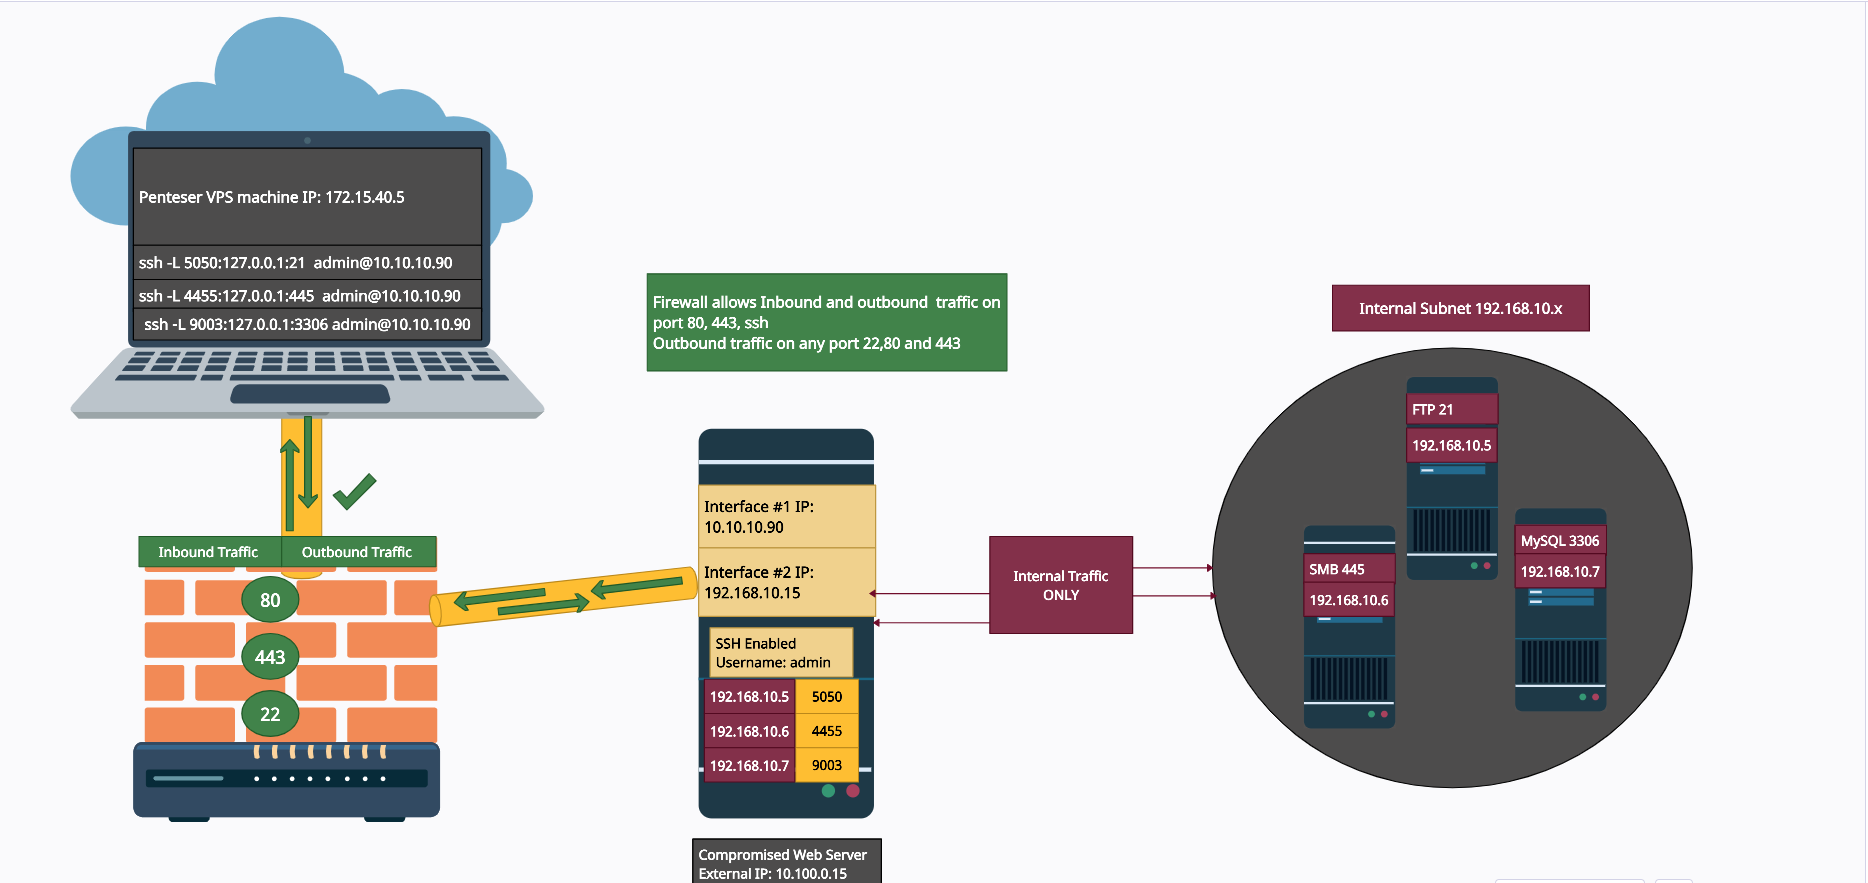 Penteser VPS machine IP: 172.15.40.5
ssh -L 5050:127.0.0.1:21 admin@10.10.10.90
ssh -L 4455:127.0.0.1:445 admin@10.10.10.90
ssh -L 9003:127.0.0.1:3306 admin@10.10.10.90
Firewall allows Inbound and outbound traffic on
port 80, 443, ssh
Outbound traffic on any port 22,80 and 443
Inbound Traffic
Outbound Traffic
80
443
22
Interface #1 IP:
10.10.10.90
Interface #2 IP:
192.168.10.15
SSH Enabled
Username: admin
192.168.10.5 5050
192.168.10.6 4455
192.168.10.7 9003
Compromised Web Server
External IP: 10.100.0.15
Internal Traffic
ONLY
Internal Subnet 192.168.10.x
FTP 21
192.168.10.5
SMB 445
192.168.10.6
MySQL 3306
192.168.10.7